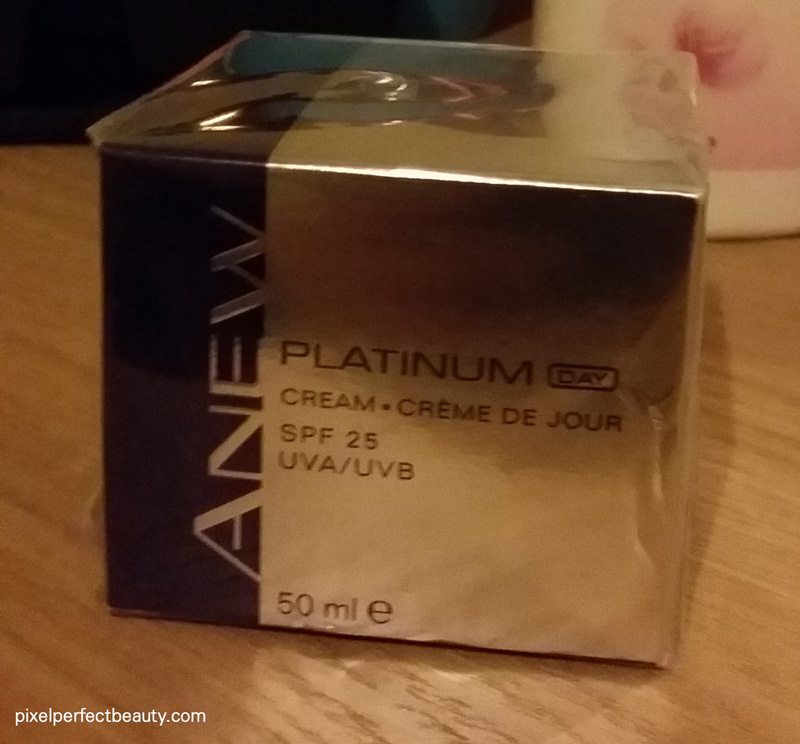 ANEW
PLATINUM DAY
CREAM • CRÈME DE JOUR
SPF 25
UVA/UVB
50 ml ℮
pixelperfectbeauty.com